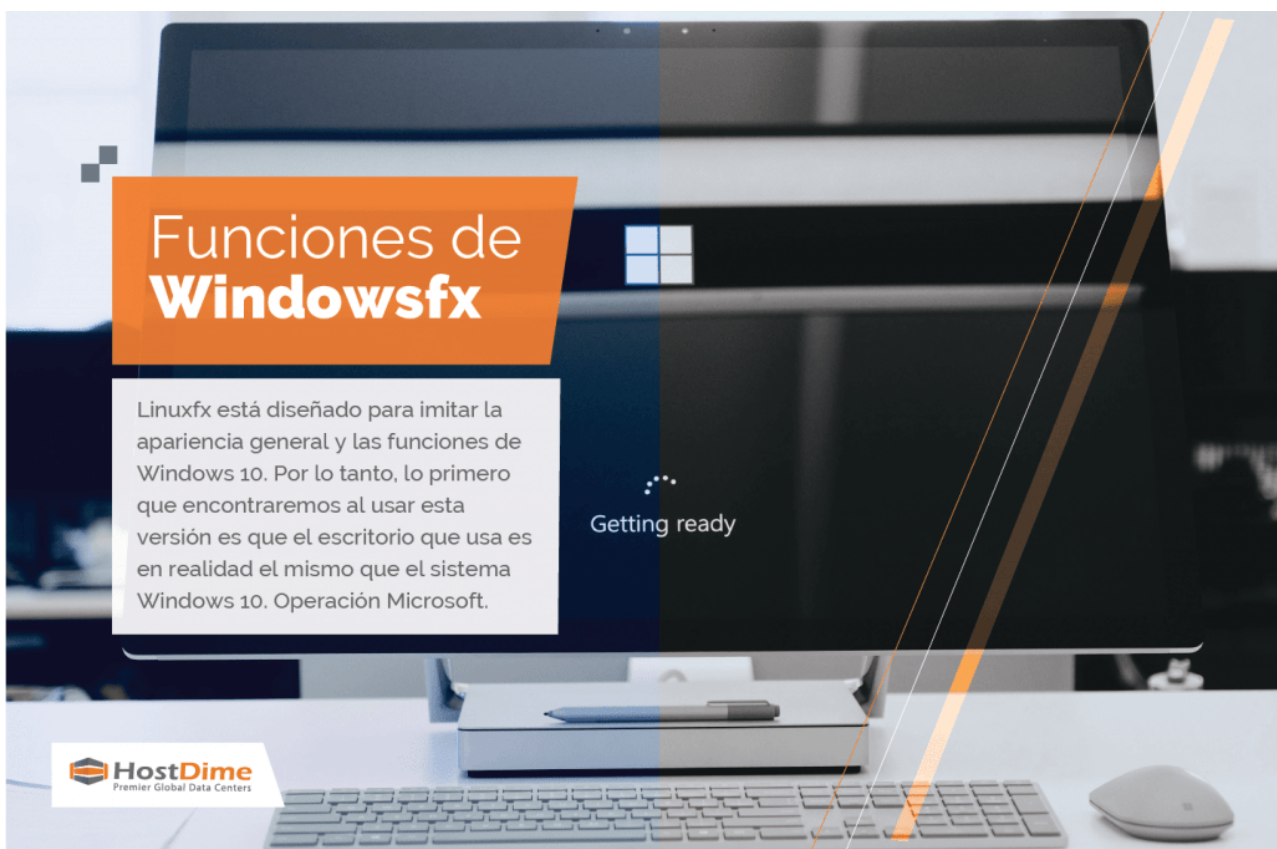 Funciones de
Windowsfx
Linuxfx está diseñado para imitar la
apariencia general y las funciones de
Windows 10. Por lo tanto, lo primero
que encontraremos al usar esta
versión es que el escritorio que usa es
en realidad el mismo que el sistema
Windows 10. Operación Microsoft.
Getting ready
HostDime
Premier Global Data Centers